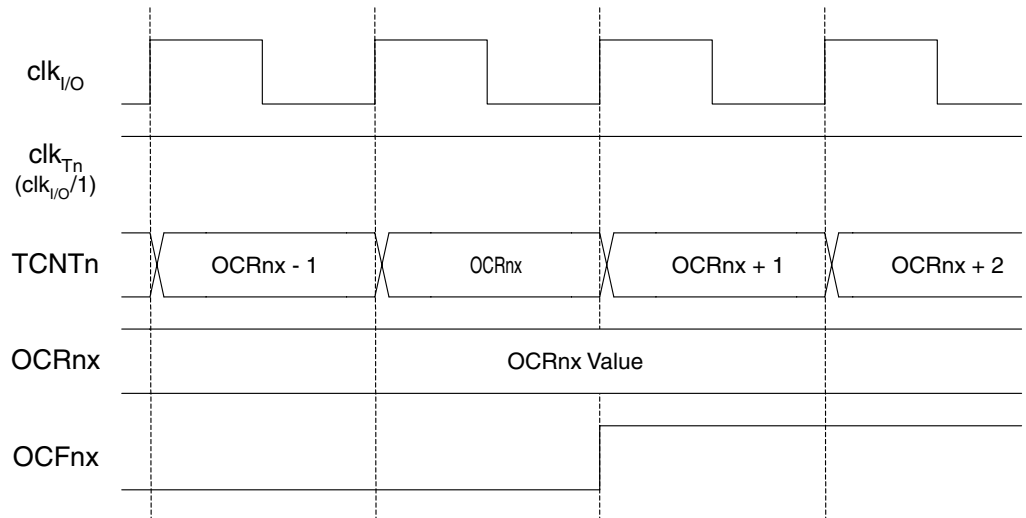 clkI/O
clkTn
(clkI/O/1)
TCNTn OCRnx - 1 OCRnx OCRnx + 1 OCRnx + 2
OCRnx OCRnx Value
OCFnx